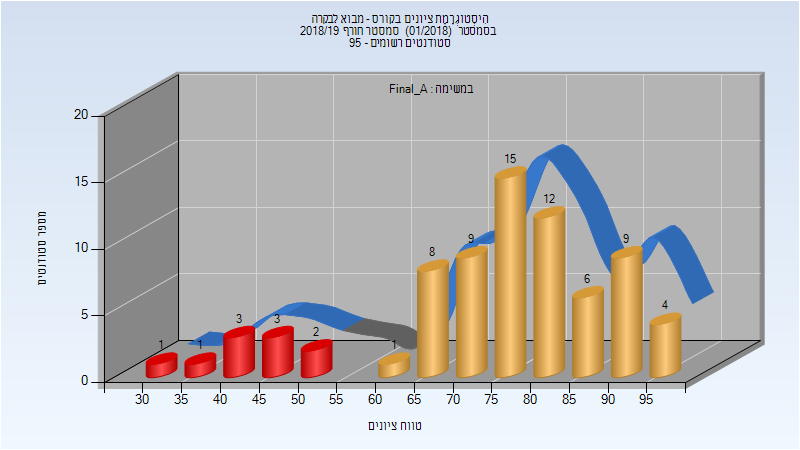 היסטוגרמת ציונים בקורס - מבוא לבקרה
בסמסטר (01/2018) סמסטר חורף 2018/19
סטודנטים רשומים - 95
במשימה : Final_A
מספר סטודנטים
20
15
10
5
0
1
1
3
3
2
1
8
9
15
12
6
9
4
30 35 40 45 50 55 60 65 70 75 80 85 90 95
טווח ציונים